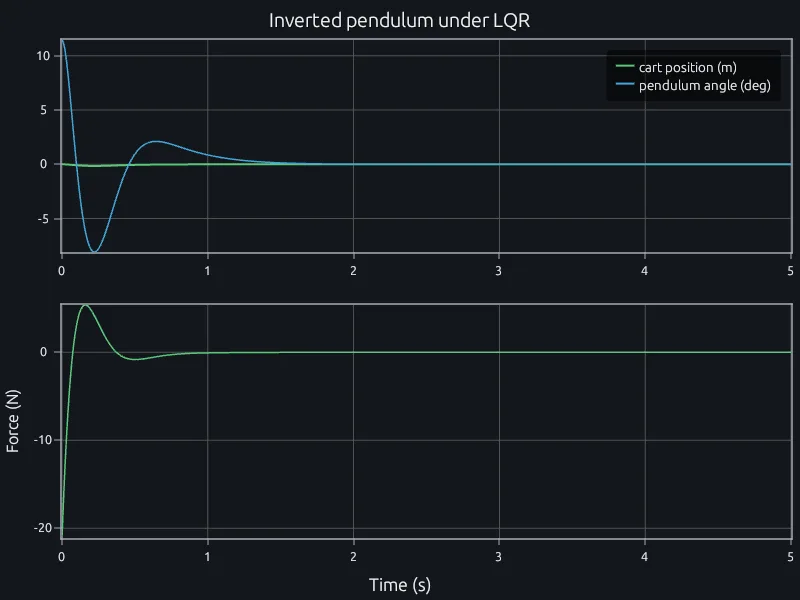 Inverted pendulum under LQR
10
5
0
-5
cart position (m)
pendulum angle (deg)
0 1 2 3 4 5
0
-10
-20
Force (N)
0 1 2 3 4 5
Time (s)